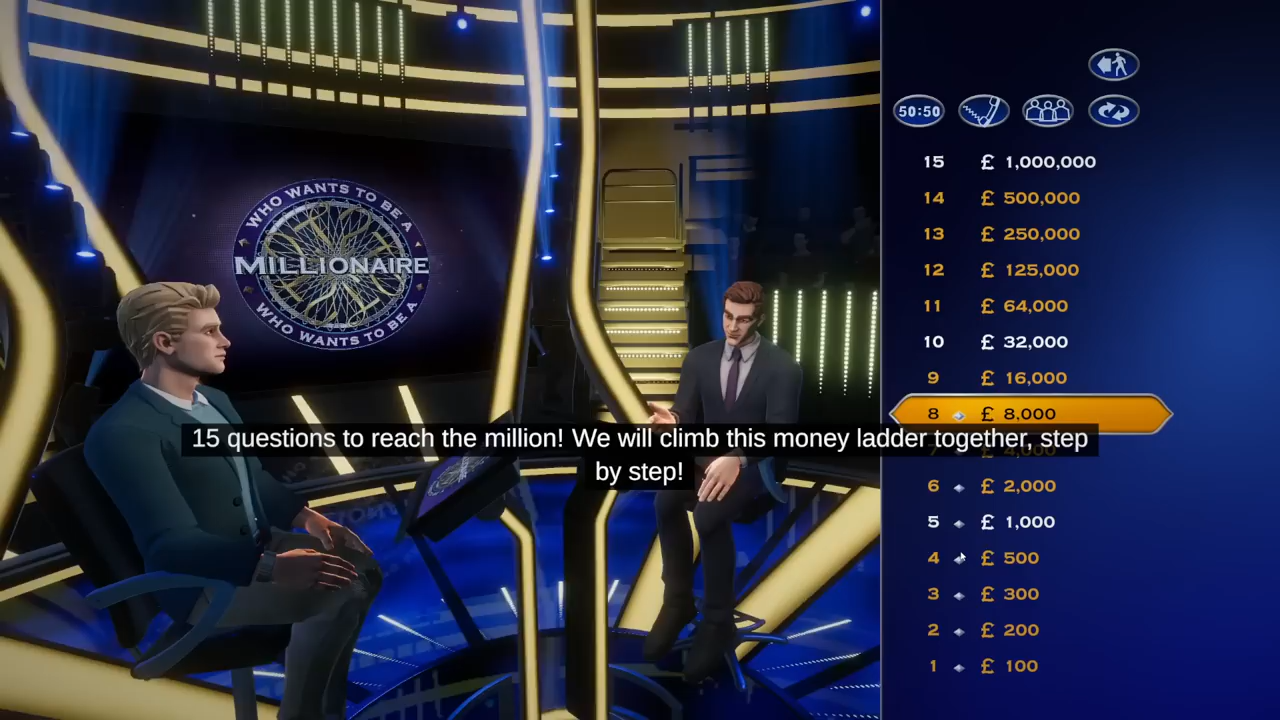 WHO WANTS TO BE A
MILLIONAIRE
WHO WANTS TO BE A
50:50
15 £ 1,000,000
14 £ 500,000
13 £ 250,000
12 £ 125,000
11 £ 64,000
10 £ 32,000
9 £ 16,000
8 £ 8,000
15 questions to reach the million! We will climb this money ladder together, step
by step!
7 £ 4,000
6 £ 2,000
5 £ 1,000
4 £ 500
3 £ 300
2 £ 200
1 £ 100